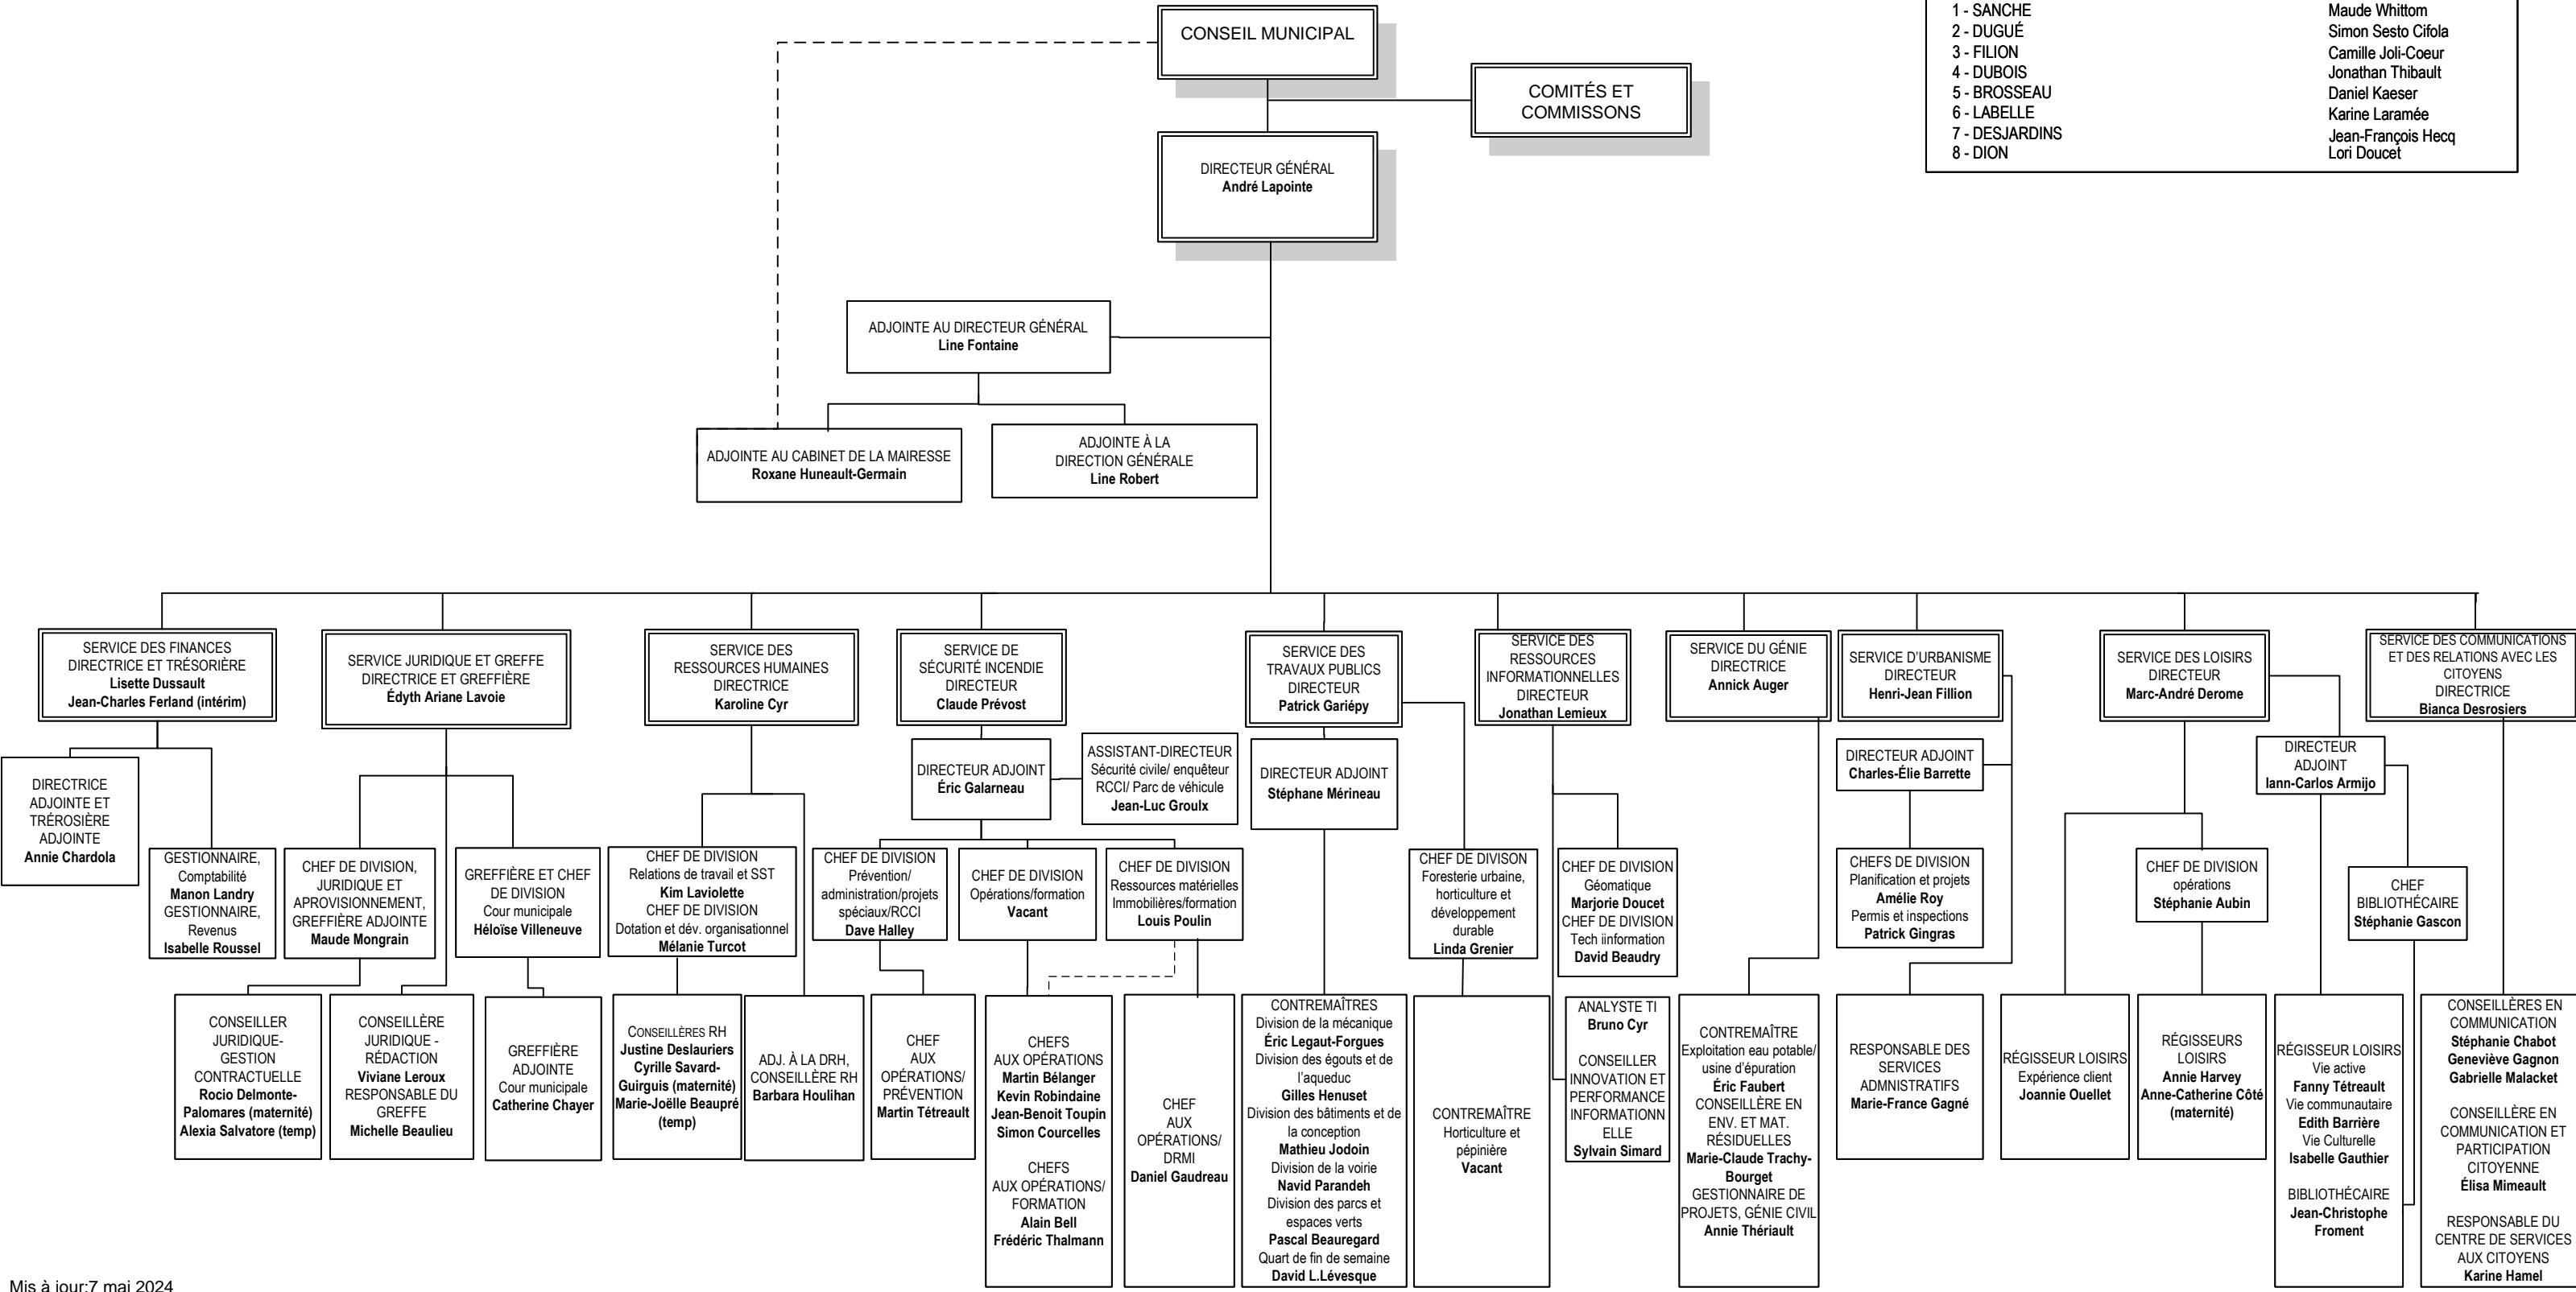 CONSEIL MUNICIPAL
COMITÉS ET
COMMISSONS
DIRECTEUR GÉNÉRAL
André Lapointe
1 - SANCHE Maude Whittom
2 - DUGUÉ Simon Sesto Cifola
3 - FILION Camille Joli-Coeur
4 - DUBOIS Jonathan Thibault
5 - BROSSEAU Daniel Kaeser
6 - LABELLE Karine Laramée
7 - DESJARDINS Jean-François Hecq
8 - DION Lori Doucet
ADJOINTE AU DIRECTEUR GÉNÉRAL
Line Fontaine
ADJOINTE AU CABINET DE LA MAIRESSE
Roxane Huneault-Germain
ADJOINTE À LA
DIRECTION GÉNÉRALE
Line Robert
SERVICE DES FINANCES
DIRECTRICE ET TRÉSORIÈRE
Lisette Dussault
Jean-Charles Ferland (intérim)
SERVICE JURIDIQUE ET GREFFE
DIRECTRICE ET GREFFIÈRE
Édyth Ariane Lavoie
SERVICE DES
RESSOURCES HUMAINES
DIRECTRICE
Karoline Cyr
SERVICE DE
SÉCURITÉ INCENDIE
DIRECTEUR
Claude Prévost
SERVICE DES
TRAVAUX PUBLICS
DIRECTEUR
Patrick Gariépy
SERVICE DES
RESSOURCES
INFORMATIONNELLES
DIRECTEUR
Jonathan Lemieux
SERVICE DU GÉNIE
DIRECTRICE
Annick Auger
SERVICE D'URBANISME
DIRECTEUR
Henri-Jean Fillion
SERVICE DES LOISIRS
DIRECTEUR
Marc-André Derome
SERVICE DES COMMUNICATIONS
ET DES RELATIONS AVEC LES
CITOYENS
DIRECTRICE
Bianca Desrosiers
DIRECTRICE
ADJOINTE ET
TRÉROSIÈRE
ADJOINTE
Annie Chardola
DIRECTEUR ADJOINT
Éric Galarneau
ASSISTANT-DIRECTEUR
Sécurité civile/ enquêteur
RCCI/ Parc de véhicule
Jean-Luc Groulx
DIRECTEUR ADJOINT
Stéphane Mérineau
DIRECTEUR ADJOINT
Charles-Élie Barrette
DIRECTEUR
ADJOINT
Iann-Carlos Armijo
GESTIONNAIRE,
Comptabilité
Manon Landry
GESTIONNAIRE,
Revenus
Isabelle Roussel
CHEF DE DIVISION,
JURIDIQUE ET
APROVISIONNEMENT,
GREFFIÈRE ADJOINTE
Maude Mongrain
GREFFIÈRE ET CHEF
DE DIVISION
Cour municipale
Héloïse Villeneuve
CHEF DE DIVISION
Relations de travail et SST
Kim Laviolette
CHEF DE DIVISION
Dotation et dév. organisationnel
Mélanie Turcot
CHEF DE DIVISION
Prévention/
administration/projets
spéciaux/RCCI
Dave Halley
CHEF DE DIVISION
Opérations/formation
Vacant
CHEF DE DIVISION
Ressources matérielles
Immobilières/formation
Louis Poulin
CHEF DE DIVISON
Foresterie urbaine,
horticulture et
développement
durable
Linda Grenier
CHEF DE DIVISION
Géomatique
Marjorie Doucet
CHEF DE DIVISION
Tech iinformation
David Beaudry
CHEFS DE DIVISION
Planification et projets
Amélie Roy
Permis et inspections
Patrick Gingras
CHEF DE DIVISION
opérations
Stéphanie Aubin
CHEF
BIBLIOTHÉCAIRE
Stéphanie Gascon
CONSEILLER
JURIDIQUE-
GESTION
CONTRACTUELLE
Rocio Delmonte-
Palomares (maternité)
Alexia Salvatore (temp)
CONSEILLÈRE
JURIDIQUE -
RÉDACTION
Viviane Leroux
RESPONSABLE DU
GREFFE
Michelle Beaulieu
GREFFIÈRE
ADJOINTE
Cour municipale
Catherine Chayer
CONSEILLÈRES RH
Justine Deslauriers
Cyrille Savard-
Guirguis (maternité)
Marie-Joëlle Beaupré
(temp)
ADJ. À LA DRH,
CONSEILLÈRE RH
Barbara Houlihan
CHEF
AUX
OPÉRATIONS/
PRÉVENTION
Martin Tétreault
CHEFS
AUX OPÉRATIONS
Martin Bélanger
Kevin Robindaine
Jean-Benoit Toupin
Simon Courcelles
CHEFS
AUX OPÉRATIONS/
FORMATION
Alain Bell
Frédéric Thalmann
CHEF
AUX
OPÉRATIONS/
DRMI
Daniel Gaudreau
CONTREMAÎTRES
Division de la mécanique
Éric Legaut-Forgues
Division des égouts et de
l'aqueduc
Gilles Henuset
Division des bâtiments et de
la conception
Mathieu Jodoin
Division de la voirie
Navid Parandeh
Division des parcs et
espaces verts
Pascal Beauregard
Quart de fin de semaine
David L.Lévesque
CONTREMAÎTRE
Horticulture et
pépinière
Vacant
ANALYSTE TI
Bruno Cyr
CONSEILLER
INNOVATION ET
PERFORMANCE
INFORMATIONN
ELLE
Sylvain Simard
CONTREMAÎTRE
Exploitation eau potable/
usine d'épuration
Éric Faubert
CONSEILLÈRE EN
ENV. ET MAT.
RÉSIDUELLES
Marie-Claude Trachy-
Bourget
GESTIONNAIRE DE
PROJETS, GÉNIE CIVIL
Annie Thériault
RESPONSABLE DES
SERVICES
ADMNISTRATIFS
Marie-France Gagné
RÉGISSEUR LOISIRS
Expérience client
Joannie Ouellet
RÉGISSEURS
LOISIRS
Annie Harvey
Anne-Catherine Côté
(maternité)
RÉGISSEUR LOISIRS
Vie active
Fanny Tétreault
Vie communautaire
Edith Barrière
Vie Culturelle
Isabelle Gauthier
BIBLIOTHÉCAIRE
Jean-Christophe
Froment
CONSEILLÈRES EN
COMMUNICATION
Stéphanie Chabot
Geneviève Gagnon
Gabrielle Malacket
CONSEILLÈRE EN
COMMUNICATION ET
PARTICIPATION
CITOYENNE
Élisa Mimeault
RESPONSABLE DU
CENTRE DE SERVICES
AUX CITOYENS
Karine Hamel
Mis à jour:7 mai 2024